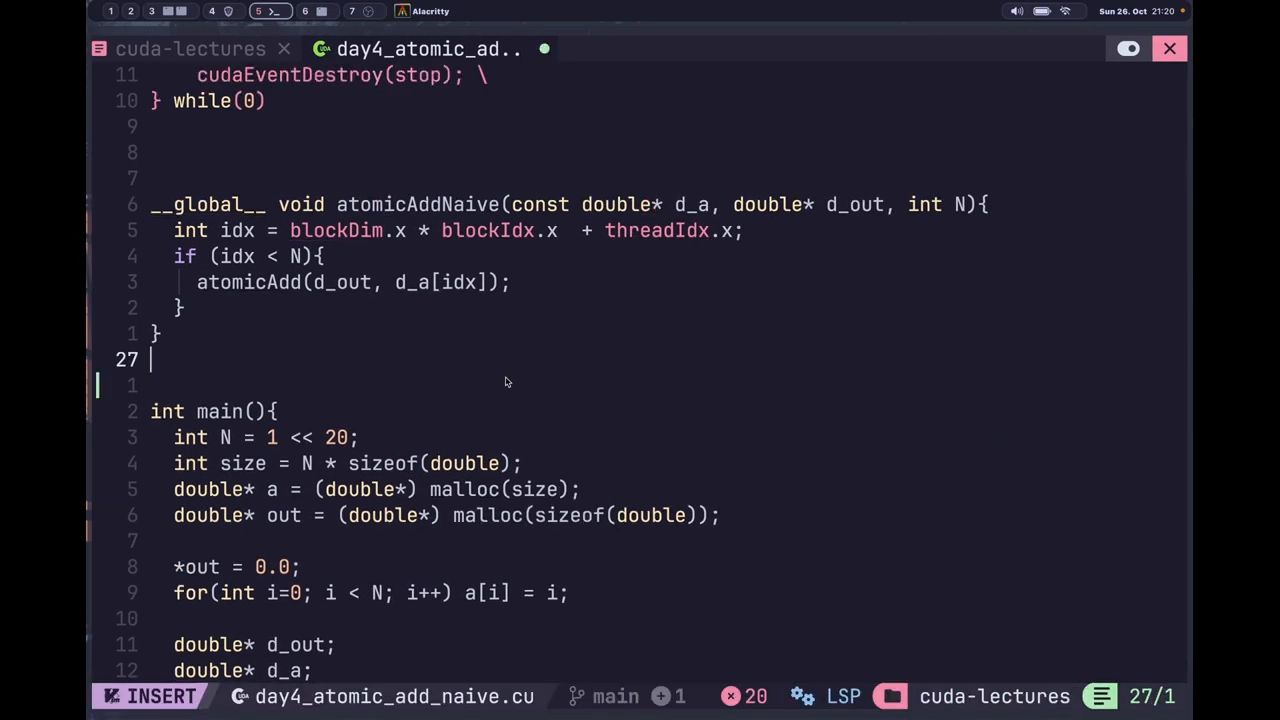 1 2 3 4 5 6 7 Alacritty Sun 26. Oct 21:20
cuda-lectures day4_atomic_ad..
11 cudaEventDestroy(stop); \
10 } while(0)
9
8
7
6 __global__ void atomicAddNaive(const double* d_a, double* d_out, int N){
5 int idx = blockDim.x * blockIdx.x  + threadIdx.x;
4 if (idx < N){
3 atomicAdd(d_out, d_a[idx]);
2 }
1 }
27
1
2 int main(){
3 int N = 1 << 20;
4 int size = N * sizeof(double);
5 double* a = (double*) malloc(size);
6 double* out = (double*) malloc(sizeof(double));
7
8 *out = 0.0;
9 for(int i=0; i < N; i++) a[i] = i;
10
11 double* d_out;
12 double* d_a;
INSERT day4_atomic_add_naive.cu main 1 20 LSP cuda-lectures 27/1